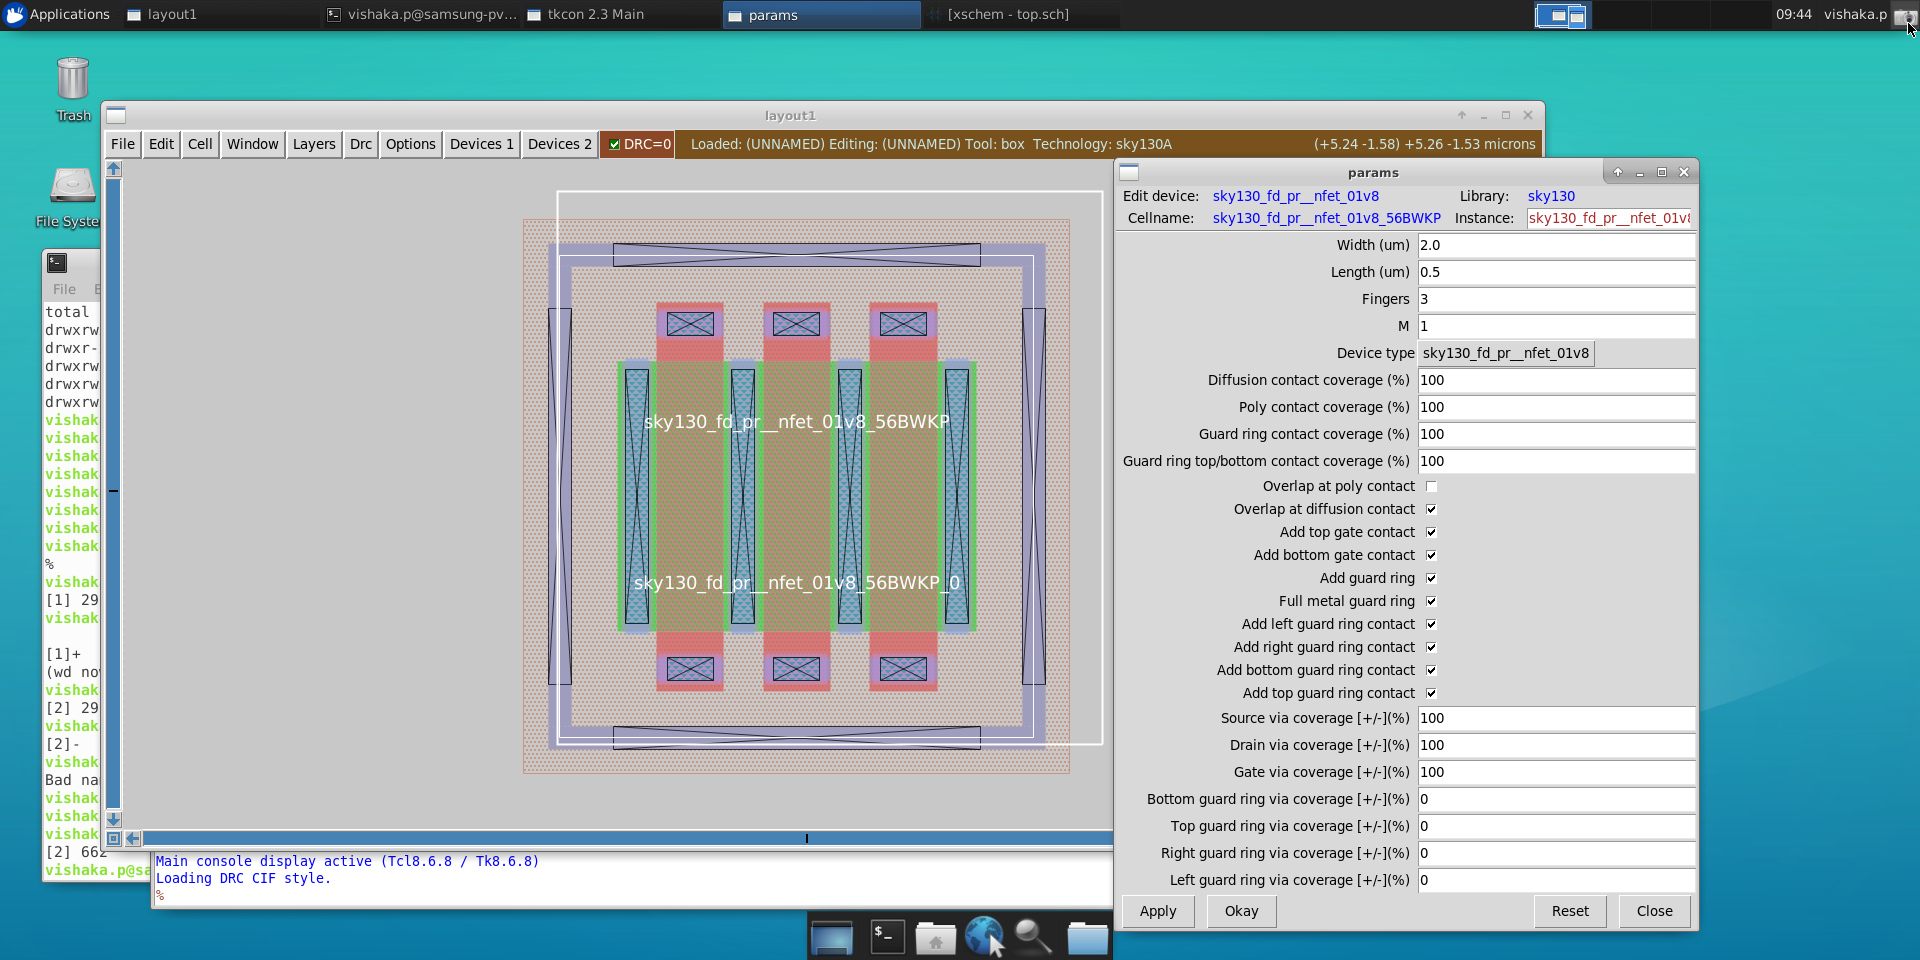 Applications
layout1
vishaka.p@samsung-pv...
tkcon 2.3 Main
params
[xschem - top.sch]
09:44
vishaka.p
Trash
File Syste
layout1
File Edit Cell Window Layers Drc Options Devices 1 Devices 2 DRC=0 Loaded: (UNNAMED) Editing: (UNNAMED) Tool: box Technology: sky130A (+5.24 -1.58) +5.26 -1.53 microns
sky130_fd_pr__nfet_01v8_56BWKP
sky130_fd_pr__nfet_01v8_56BWKP_0
File E
total
drwxrw
drwxr-
drwxrw
drwxrw
drwxrw
vishak
vishak
vishak
vishak
vishak
vishak
vishak
vishak
%
vishak
[1] 29
vishak
[1]+
(wd no
vishak
[2] 29
vishak
[2]-
vishak
Bad na
vishak
vishak
vishak
[2] 662
vishaka.p@sa
Main console display active (Tcl8.6.8 / Tk8.6.8)
Loading DRC CIF style.
%
params
Edit device: sky130_fd_pr__nfet_01v8 Library: sky130
Cellname: sky130_fd_pr__nfet_01v8_56BWKP Instance: sky130_fd_pr__nfet_01v8
Width (um) 2.0
Length (um) 0.5
Fingers 3
M 1
Device type sky130_fd_pr__nfet_01v8
Diffusion contact coverage (%) 100
Poly contact coverage (%) 100
Guard ring contact coverage (%) 100
Guard ring top/bottom contact coverage (%) 100
Overlap at poly contact
Overlap at diffusion contact
Add top gate contact
Add bottom gate contact
Add guard ring
Full metal guard ring
Add left guard ring contact
Add right guard ring contact
Add bottom guard ring contact
Add top guard ring contact
Source via coverage [+/-](%) 100
Drain via coverage [+/-](%) 100
Gate via coverage [+/-](%) 100
Bottom guard ring via coverage [+/-](%) 0
Top guard ring via coverage [+/-](%) 0
Right guard ring via coverage [+/-](%) 0
Left guard ring via coverage [+/-](%) 0
Apply Okay Reset Close